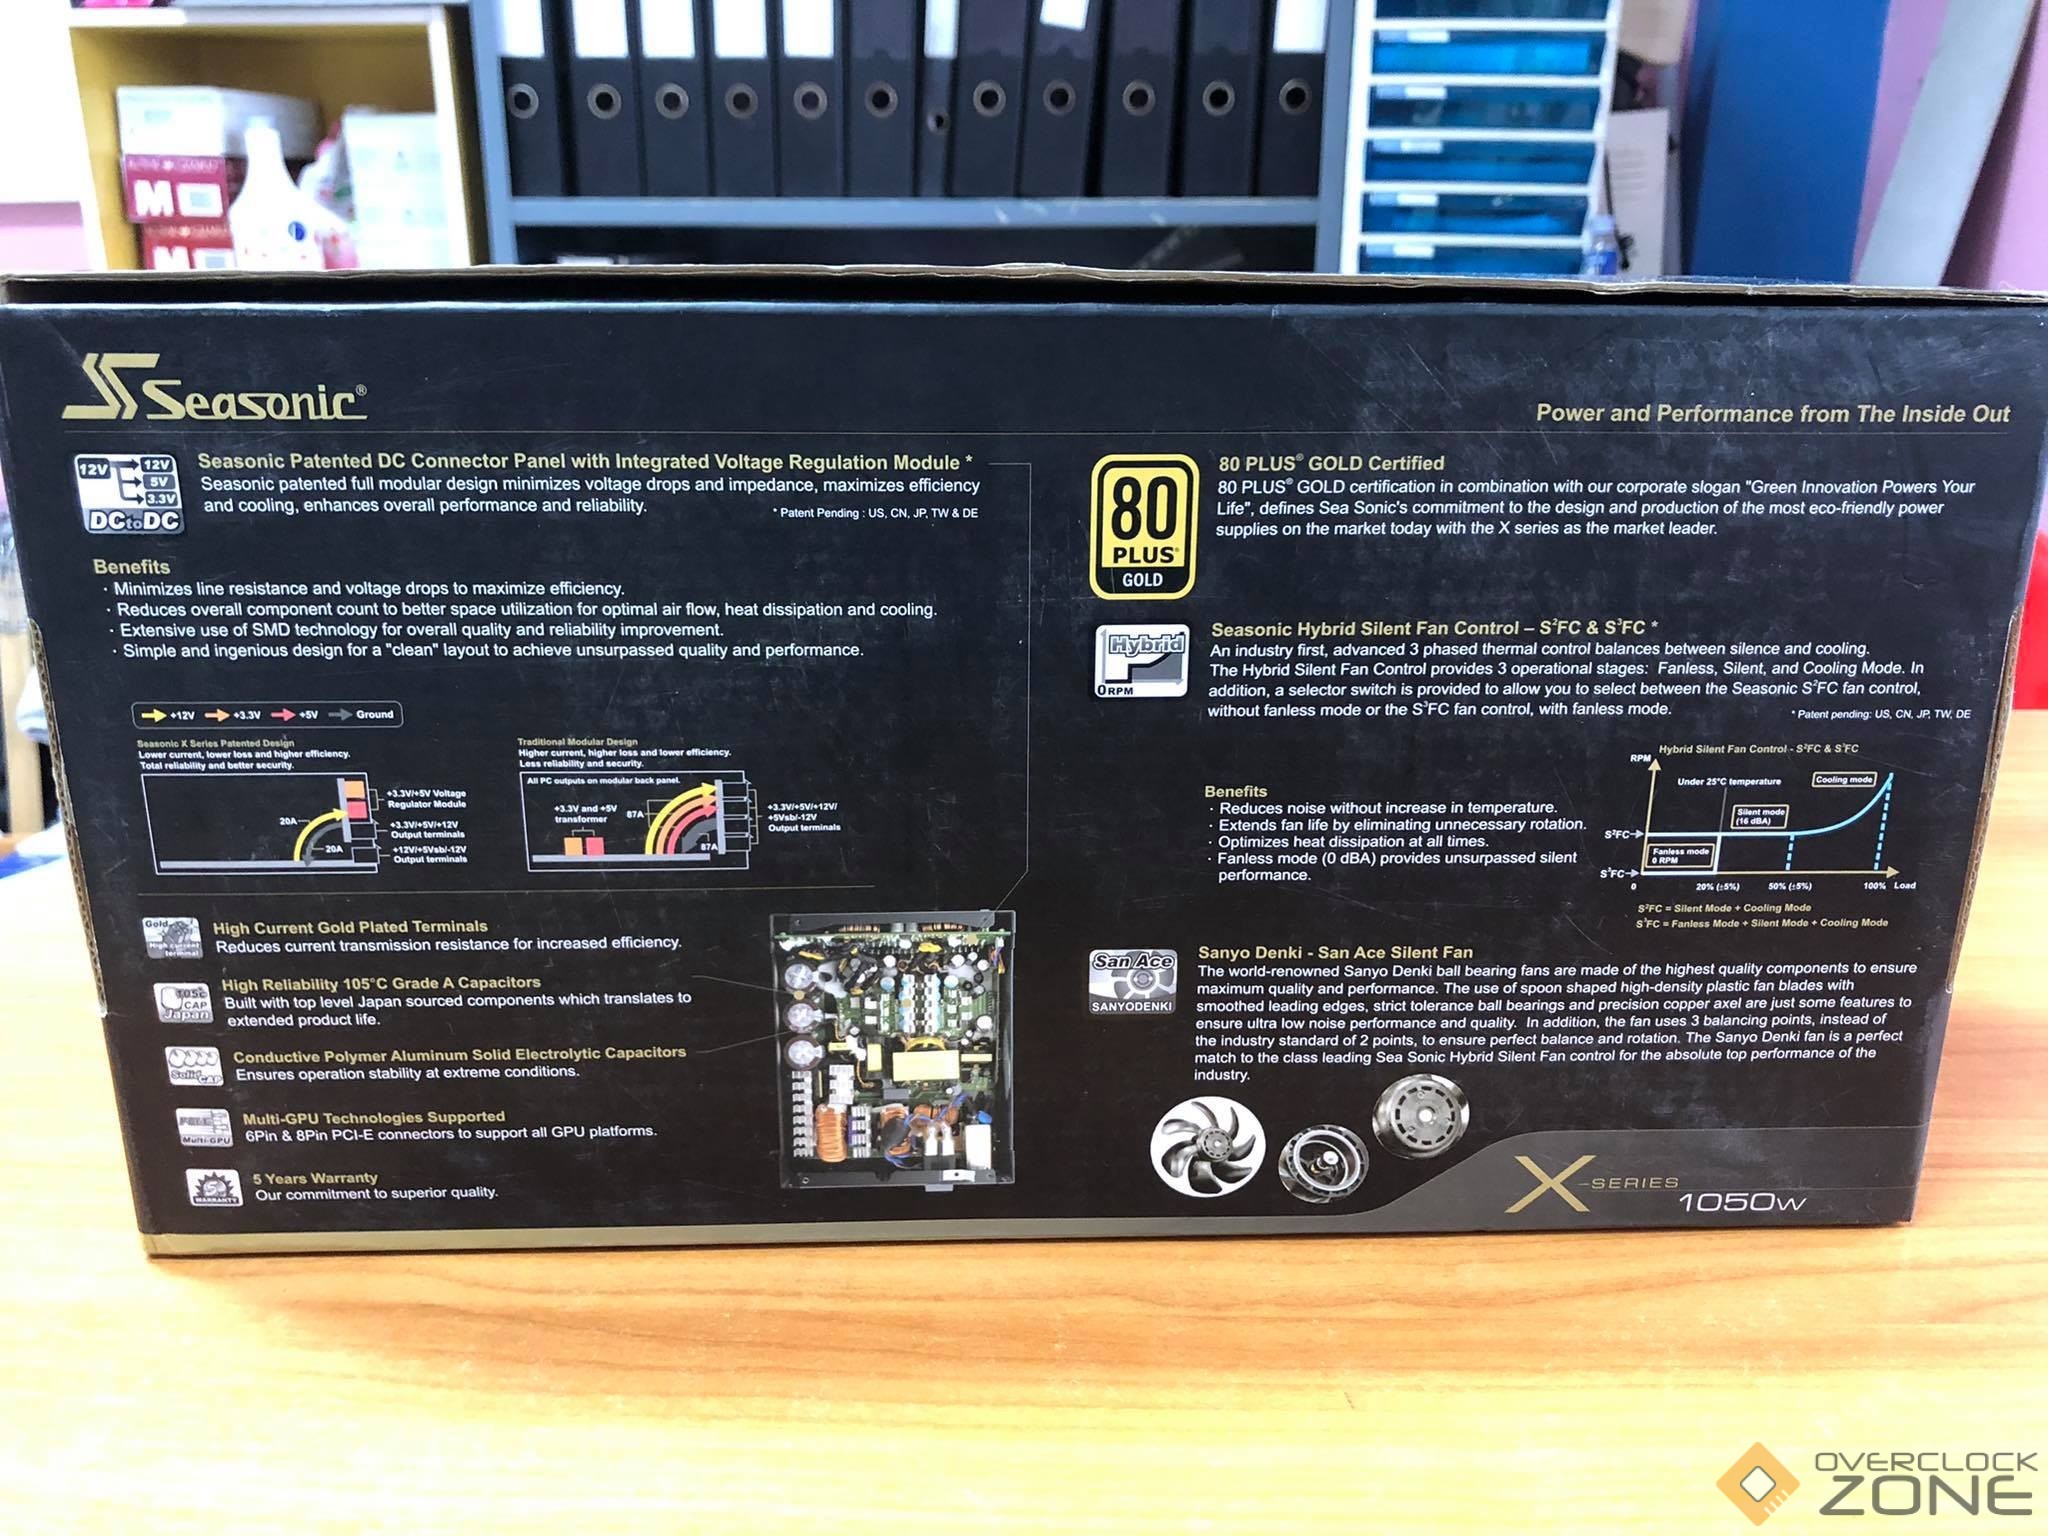 M
M
Seasonic®
Power and Performance from The Inside Out
12V 12V
5V
3.3V
DCtoDC
Seasonic Patented DC Connector Panel with Integrated Voltage Regulation Module *
Seasonic patented full modular design minimizes voltage drops and impedance, maximizes efficiency
and cooling, enhances overall performance and reliability.
* Patent Pending : US, CN, JP, TW & DE
Benefits
· Minimizes line resistance and voltage drops to maximize efficiency.
· Reduces overall component count to better space utilization for optimal air flow, heat dissipation and cooling.
· Extensive use of SMD technology for overall quality and reliability improvement.
· Simple and ingenious design for a "clean" layout to achieve unsurpassed quality and performance.
+12V +3.3V +5V Ground
Seasonic X Series Patented Design
Lower current, lower loss and higher efficiency.
Total reliability and better security.
20A
20A
+3.3V/+5V Voltage
Regulator Module
+3.3V/+5V/+12V
Output terminals
+12V/+5Vsb/-12V
Output terminals
Traditional Modular Design
Higher current, higher loss and lower efficiency.
Less reliability and security.
All PC outputs on modular back panel.
+3.3V and +5V
transformer
87A
87A
+3.3V/+5V/+12V/
+5Vsb/-12V
Output terminals
Gold
High current
terminal
High Current Gold Plated Terminals
Reduces current transmission resistance for increased efficiency.
105c
CAP
Japan
High Reliability 105°C Grade A Capacitors
Built with top level Japan sourced components which translates to
extended product life.
Solid CAP
Conductive Polymer Aluminum Solid Electrolytic Capacitors
Ensures operation stability at extreme conditions.
Multi-GPU
Multi-GPU Technologies Supported
6Pin & 8Pin PCI-E connectors to support all GPU platforms.
5
WARRANTY
5 Years Warranty
Our commitment to superior quality.
80
PLUS®
GOLD
80 PLUS® GOLD Certified
80 PLUS® GOLD certification in combination with our corporate slogan "Green Innovation Powers Your
Life", defines Sea Sonic's commitment to the design and production of the most eco-friendly power
supplies on the market today with the X series as the market leader.
Hybrid
0 RPM
Seasonic Hybrid Silent Fan Control – S²FC & S³FC *
An industry first, advanced 3 phased thermal control balances between silence and cooling.
The Hybrid Silent Fan Control provides 3 operational stages: Fanless, Silent, and Cooling Mode. In
addition, a selector switch is provided to allow you to select between the Seasonic S²FC fan control,
without fanless mode or the S³FC fan control, with fanless mode.
* Patent pending: US, CN, JP, TW, DE
Benefits
· Reduces noise without increase in temperature.
· Extends fan life by eliminating unnecessary rotation.
· Optimizes heat dissipation at all times.
· Fanless mode (0 dBA) provides unsurpassed silent
performance.
Hybrid Silent Fan Control - S²FC & S³FC
RPM
Under 25°C temperature
Cooling mode
Silent mode
(16 dBA)
S²FC
Fanless mode
0 RPM
S³FC
0 20% (±5%) 50% (±5%) 100% Load
S²FC = Silent Mode + Cooling Mode
S³FC = Fanless Mode + Silent Mode + Cooling Mode
San Ace
SANYODENKI
Sanyo Denki - San Ace Silent Fan
The world-renowned Sanyo Denki ball bearing fans are made of the highest quality components to ensure
maximum quality and performance. The use of spoon shaped high-density plastic fan blades with
smoothed leading edges, strict tolerance ball bearings and precision copper axel are just some features to
ensure ultra low noise performance and quality. In addition, the fan uses 3 balancing points, instead of
the industry standard of 2 points, to ensure perfect balance and rotation. The Sanyo Denki fan is a perfect
match to the class leading Sea Sonic Hybrid Silent Fan control for the absolute top performance of the
industry.
X-SERIES
1050W
OVERCLOCK
ZONE